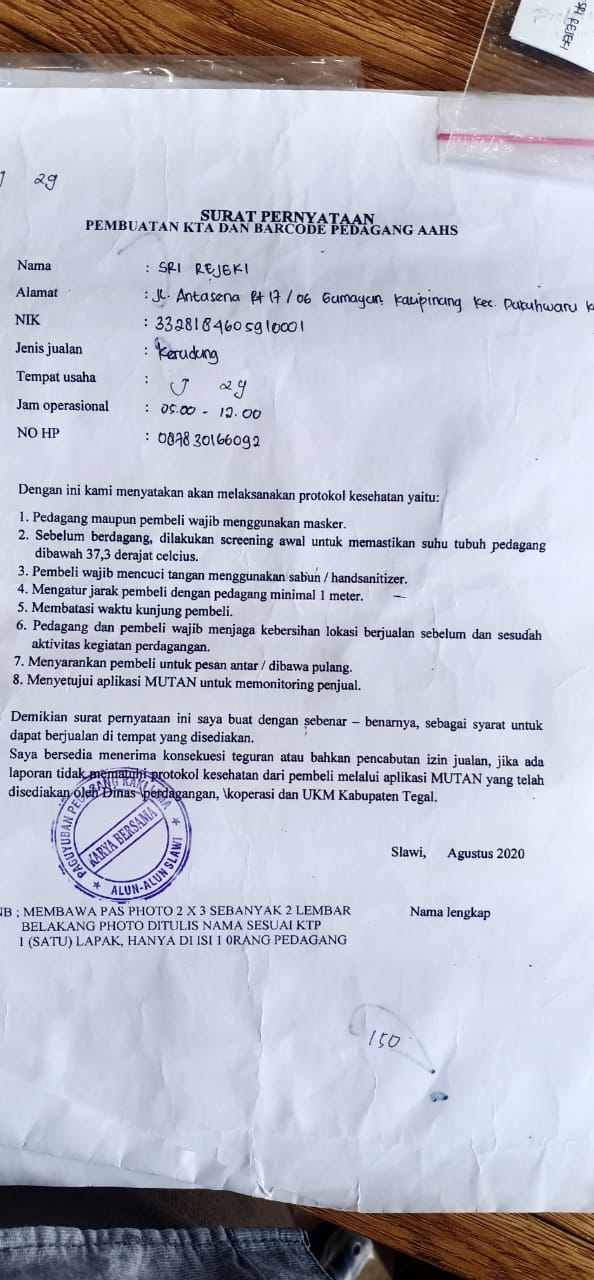 SRI REJEKI
J 29
SURAT PERNYATAAN
PEMBUATAN KTA DAN BARCODE PEDAGANG AAHS
Nama : SRI REJEKI
Alamat : JL. Antasena Rt 17/06 Gumayun Kec. Dukuhwaru K
NIK : 3328184605910001
Jenis jualan : Kerudung
Tempat usaha : J 29
Jam operasional : 05.00 - 12.00
NO HP : 087830166092
Dengan ini kami menyatakan akan melaksanakan protokol kesehatan yaitu:
1. Pedagang maupun pembeli wajib menggunakan masker.
2. Sebelum berdagang, dilakukan screening awal untuk memastikan suhu tubuh pedagang
dibawah 37,3 derajat celcius.
3. Pembeli wajib mencuci tangan menggunakan sabun / handsanitizer.
4. Mengatur jarak pembeli dengan pedagang minimal 1 meter.
5. Membatasi waktu kunjung pembeli.
6. Pedagang dan pembeli wajib menjaga kebersihan lokasi berjualan sebelum dan sesudah
aktivitas kegiatan perdagangan.
7. Menyarankan pembeli untuk pesan antar / dibawa pulang.
8. Menyetujui aplikasi MUTAN untuk memonitoring penjual.
Demikian surat pernyataan ini saya buat dengan sebenar – benarnya, sebagai syarat untuk
dapat berjualan di tempat yang disediakan.
Saya bersedia menerima konsekuesi teguran atau bahkan pencabutan izin jualan, jika ada
laporan tidak mematuhi protokol kesehatan dari pembeli melalui aplikasi MUTAN yang telah
disediakan oleh Dinas \perdagangan, \koperasi dan UKM Kabupaten Tegal.
PAGUYUBAN PEDAGANG KAKI LIMA
KARYA BERSAMA
ALUN-ALUN SLAWI
Slawi, Agustus 2020
NB : MEMBAWA PAS PHOTO 2 X 3 SEBANYAK 2 LEMBAR
BELAKANG PHOTO DITULIS NAMA SESUAI KTP
1 (SATU) LAPAK, HANYA DI ISI 1 0RANG PEDAGANG
Nama lengkap
150